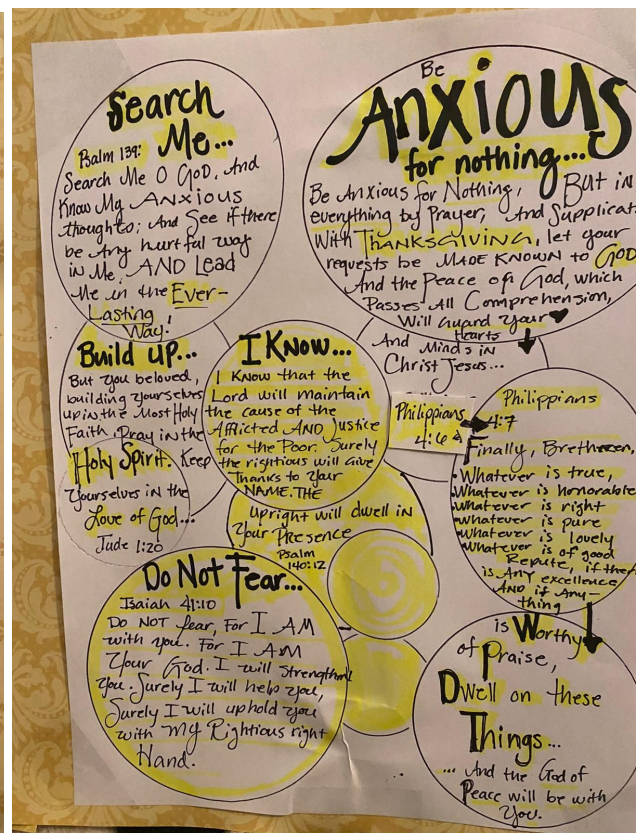 Search
Me...
Psalm 139:
Search Me O GOD, And
Know My ANXIOUS
thoughts; And See if there
be Any hurtful way
in Me, AND Lead
Me in the Ever-
Lasting
Way!
Be
Anxious
for nothing...
Be Anxious for Nothing, But in
everything by Prayer, And Supplicat
With THANKSGIVING, let your
requests be MADE KNOWN to GOD
And the Peace of God, which
Passes All Comprehension,
Will guard Your
Hearts
And Minds in
Christ Jesus...
Philippians
4:6
Build up...
But you beloved,
building yourselves
up in the Most Holy
Faith. Pray in the
Holy Spirit. Keep
Yourselves in the
Love of God...
Jude 1:20
I Know...
I Know that the
Lord will maintain
the cause of the
Afflicted AND Justice
for the Poor. Surely
the rightious will Give
Thanks to Your
NAME. THE
Upright will dwell in
Your Presence
Psalm
140:12
Philippians
4:7
Finally, Bretheren,
Whatever is true,
Whatever is honorable
Whatever is right
Whatever is pure
Whatever is lovely
Whatever is of good
Repute, if ther
is Any excellence
AND if Any-
thing
is Worthy
of Praise,
Dwell on these
Things...
... And the God of
Peace will be with
You.
Do Not Fear...
Isaiah 41:10
DO NOT fear, For I AM
with you. For I AM
Your God. I will strengthen
You. Surely I will help you,
Surely I will uphold you
with my Rightious right
Hand.